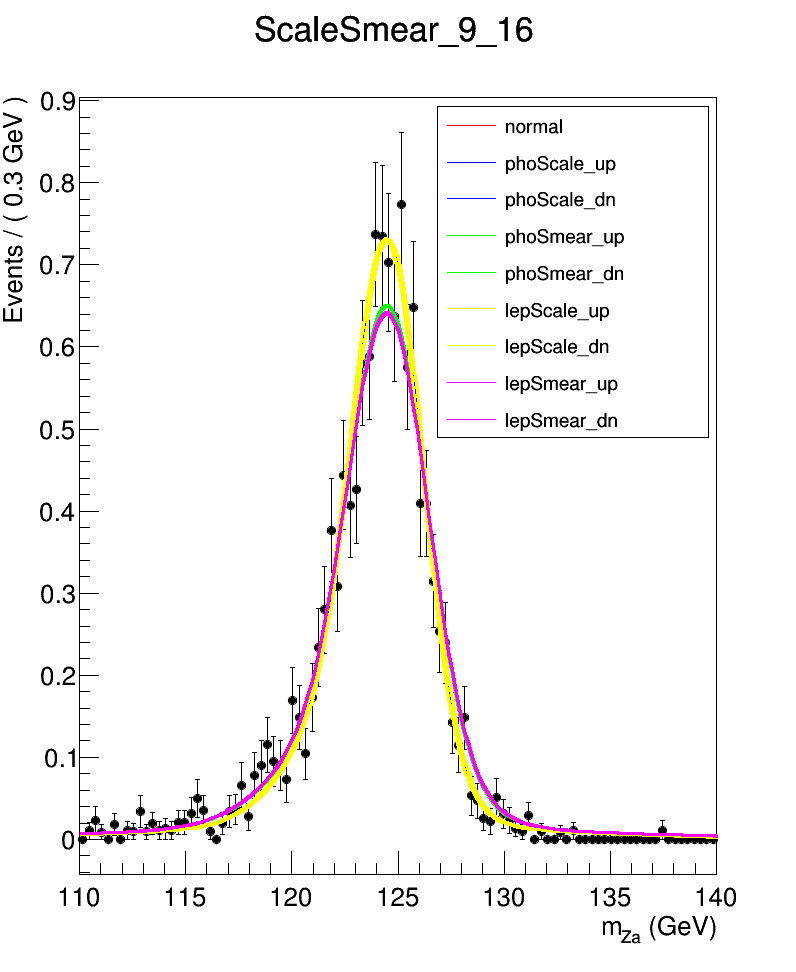 ScaleSmear_9_16
Events / ( 0.3 GeV )
0.9
0.8
0.7
0.6
0.5
0.4
0.3
0.2
0.1
0
normal
phoScale_up
phoScale_dn
phoSmear_up
phoSmear_dn
lepScale_up
lepScale_dn
lepSmear_up
lepSmear_dn
110 115 120 125 130 135 140
m_Za (GeV)